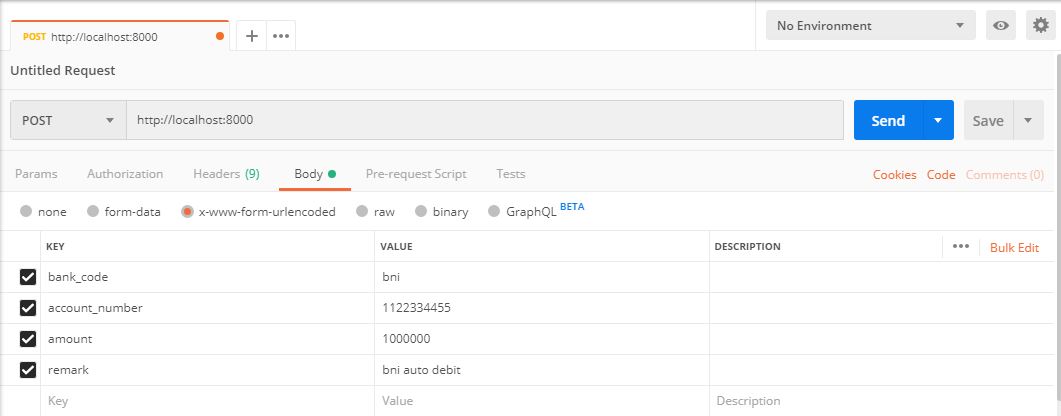 POST http://localhost:8000
+ ••• No Environment
Untitled Request
POST http://localhost:8000 Send Save
Params Authorization Headers (9) Body Pre-request Script Tests Cookies Code Comments (0)
none form-data x-www-form-urlencoded raw binary GraphQL BETA
KEY VALUE DESCRIPTION ••• Bulk Edit
bank_code bni
account_number 1122334455
amount 1000000
remark bni auto debit
Key Value Description